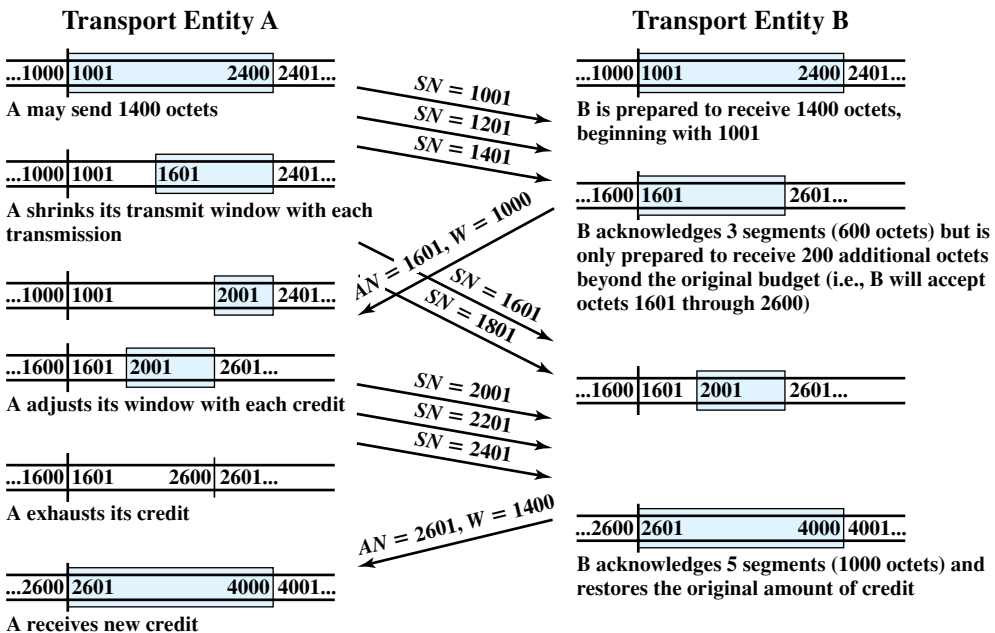 Transport Entity A
...1000 1001 2400 2401...
A may send 1400 octets
...1000 1001 1601 2401...
A shrinks its transmit window with each
transmission
...1000 1001 2001 2401...
...1600 1601 2001 2601...
A adjusts its window with each credit
...1600 1601 2600 2601...
A exhausts its credit
...2600 2601 4000 4001...
A receives new credit
SN = 1001
SN = 1201
SN = 1401
AN = 1601, W = 1000
SN = 1601
SN = 1801
SN = 2001
SN = 2201
SN = 2401
AN = 2601, W = 1400
Transport Entity B
...1000 1001 2400 2401...
B is prepared to receive 1400 octets,
beginning with 1001
...1600 1601 2601...
B acknowledges 3 segments (600 octets) but is
only prepared to receive 200 additional octets
beyond the original budget (i.e., B will accept
octets 1601 through 2600)
...1600 1601 2001 2601...
...2600 2601 4000 4001...
B acknowledges 5 segments (1000 octets) and
restores the original amount of credit